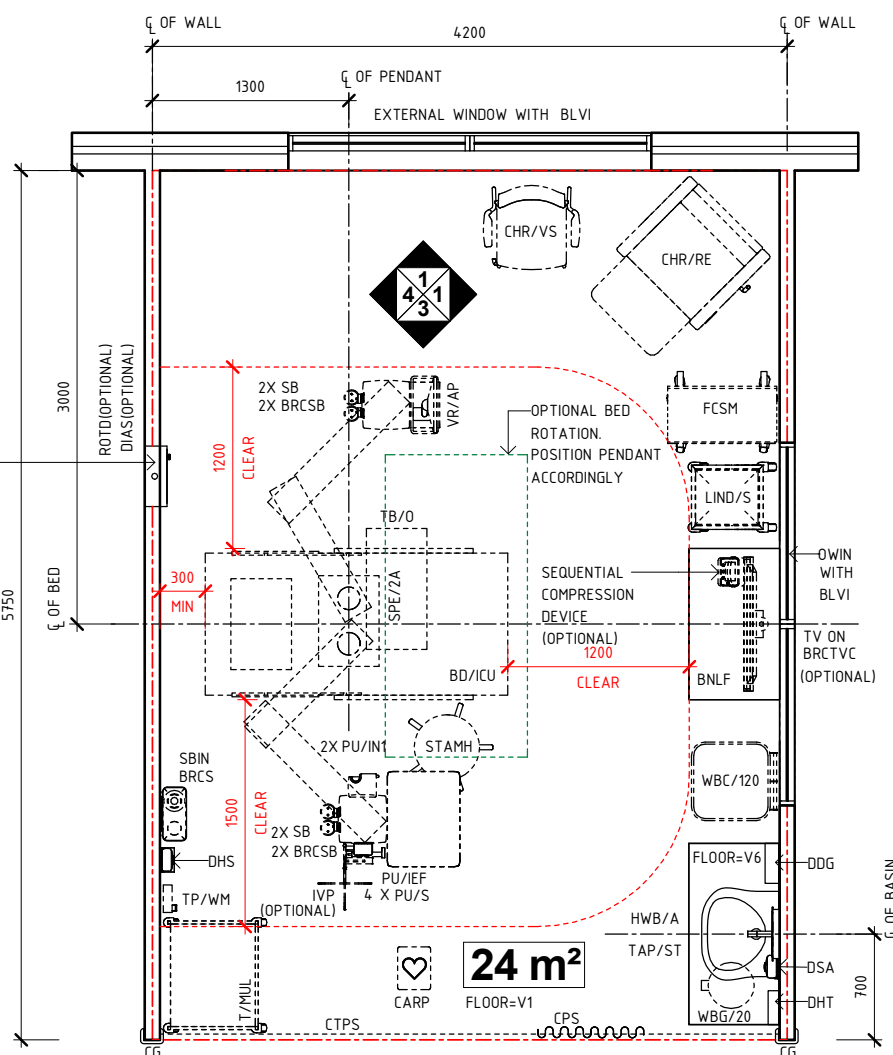 ℄ OF WALL
4200
℄ OF WALL
1300
℄ OF PENDANT
EXTERNAL WINDOW WITH BLVI
CHR/VS
CHR/RE
1
4 1
3
3000
ROTD(OPTIONAL)
DIAS(OPTIONAL)
2X SB
2X BRCSB
VR/AP
1200
CLEAR
OPTIONAL BED
ROTATION.
POSITION PENDANT
ACCORDINGLY
FCSM
LIND/S
TB/O
SPE/2A
5750
℄ OF BED
300
MIN
SEQUENTIAL
COMPRESSION
DEVICE
(OPTIONAL)
OWIN
WITH
BLVI
TV ON
BRCTVC
(OPTIONAL)
1200
CLEAR
BNLF
BD/ICU
2X PU/IN1
STAMH
SBIN
BRCS
1500
CLEAR
WBC/120
2X SB
2X BRCSB
DHS
TP/WM
IVP
(OPTIONAL)
PU/IEF
4 X PU/S
FLOOR=V6
DDG
HWB/A
TAP/ST
℄ OF BASIN
24 m²
FLOOR=V1
CARP
DSA
DHT
700
WBG/20
T/MUL
CTPS
CPS
CG
CG